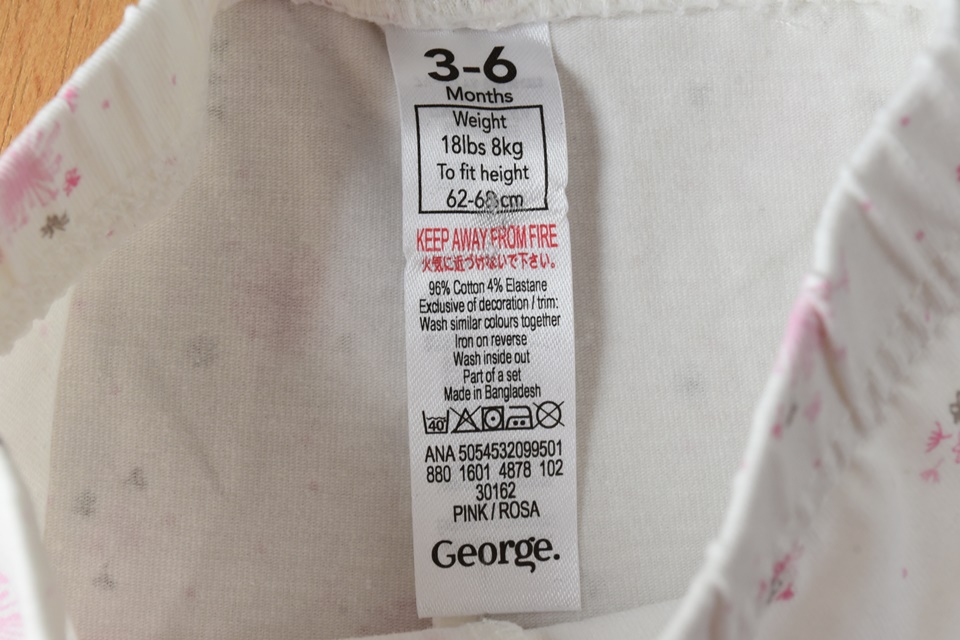 3-6
Months
Weight
18lbs 8kg
To fit height
62-68 cm
KEEP AWAY FROM FIRE
火気に近づけないで下さい。
96% Cotton 4% Elastane
Exclusive of decoration / trim:
Wash similar colours together
Iron on reverse
Wash inside out
Part of a set
Made in Bangladesh
40
ANA 5054532099501
880 1601 4878 102
30162
PINK / ROSA
George.